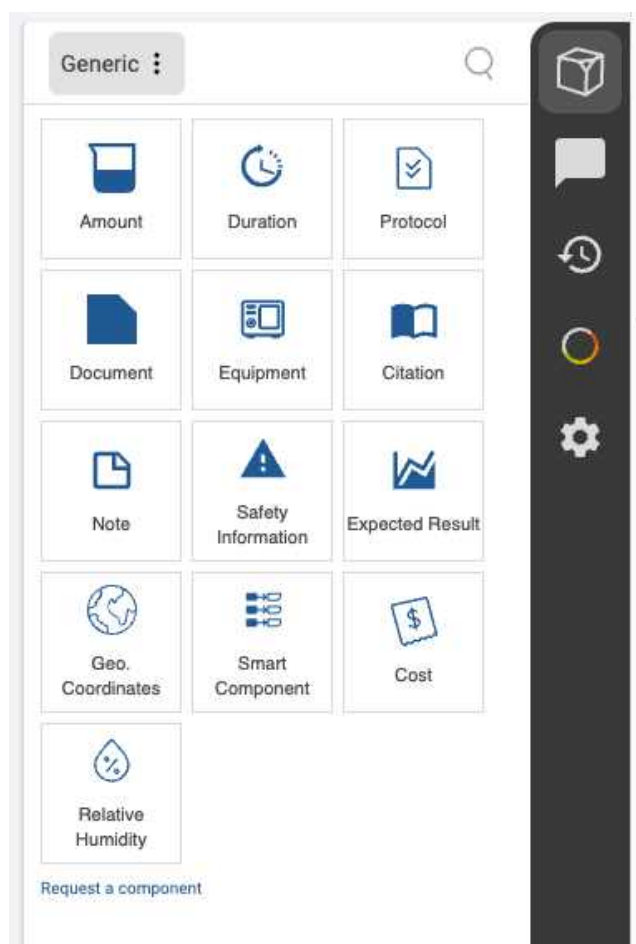 Generic
Amount
Duration
Protocol
Document
Equipment
Citation
Note
Safety
Information
Expected Result
Geo.
Coordinates
Smart
Component
$
Cost
%
Relative
Humidity
Request a component